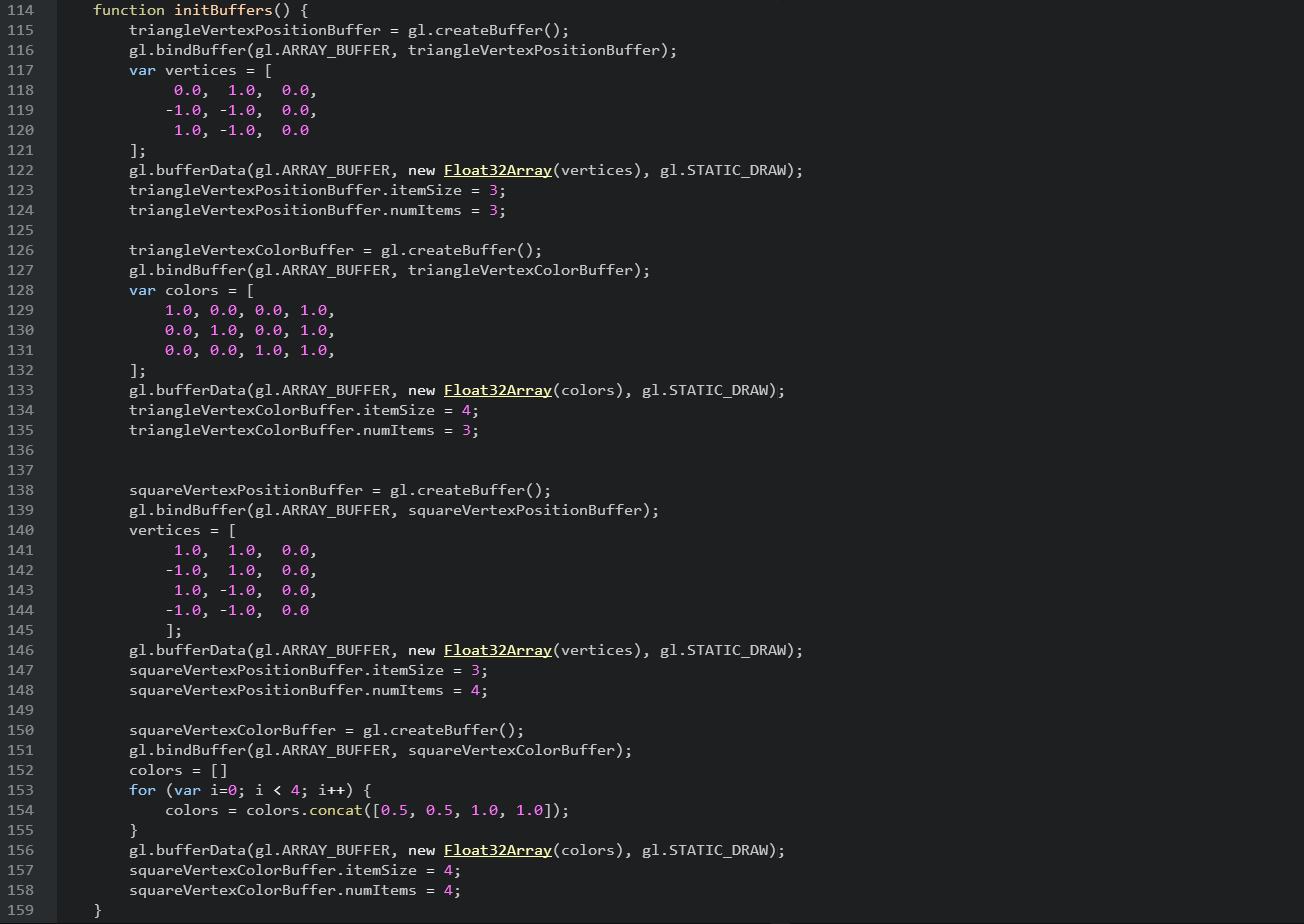 114 function initBuffers() {
115 triangleVertexPositionBuffer = gl.createBuffer();
116 gl.bindBuffer(gl.ARRAY_BUFFER, triangleVertexPositionBuffer);
117 var vertices = [
118 0.0, 1.0, 0.0,
119 -1.0, -1.0, 0.0,
120 1.0, -1.0, 0.0
121 ];
122 gl.bufferData(gl.ARRAY_BUFFER, new Float32Array(vertices), gl.STATIC_DRAW);
123 triangleVertexPositionBuffer.itemSize = 3;
124 triangleVertexPositionBuffer.numItems = 3;
125
126 triangleVertexColorBuffer = gl.createBuffer();
127 gl.bindBuffer(gl.ARRAY_BUFFER, triangleVertexColorBuffer);
128 var colors = [
129 1.0, 0.0, 0.0, 1.0,
130 0.0, 1.0, 0.0, 1.0,
131 0.0, 0.0, 1.0, 1.0,
132 ];
133 gl.bufferData(gl.ARRAY_BUFFER, new Float32Array(colors), gl.STATIC_DRAW);
134 triangleVertexColorBuffer.itemSize = 4;
135 triangleVertexColorBuffer.numItems = 3;
136
137
138 squareVertexPositionBuffer = gl.createBuffer();
139 gl.bindBuffer(gl.ARRAY_BUFFER, squareVertexPositionBuffer);
140 vertices = [
141 1.0, 1.0, 0.0,
142 -1.0, 1.0, 0.0,
143 1.0, -1.0, 0.0,
144 -1.0, -1.0, 0.0
145 ];
146 gl.bufferData(gl.ARRAY_BUFFER, new Float32Array(vertices), gl.STATIC_DRAW);
147 squareVertexPositionBuffer.itemSize = 3;
148 squareVertexPositionBuffer.numItems = 4;
149
150 squareVertexColorBuffer = gl.createBuffer();
151 gl.bindBuffer(gl.ARRAY_BUFFER, squareVertexColorBuffer);
152 colors = []
153 for (var i=0; i < 4; i++) {
154 colors = colors.concat([0.5, 0.5, 1.0, 1.0]);
155 }
156 gl.bufferData(gl.ARRAY_BUFFER, new Float32Array(colors), gl.STATIC_DRAW);
157 squareVertexColorBuffer.itemSize = 4;
158 squareVertexColorBuffer.numItems = 4;
159 }